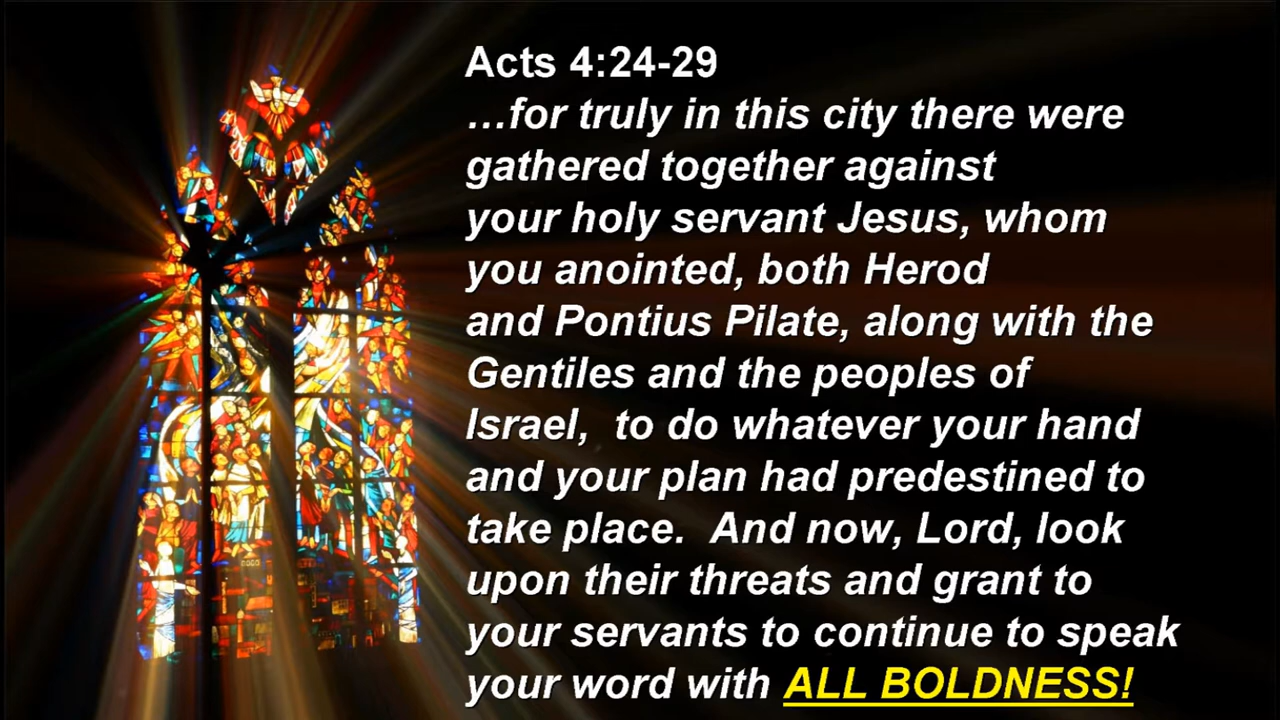 Acts 4:24-29
…for truly in this city there were
gathered together against
your holy servant Jesus, whom
you anointed, both Herod
and Pontius Pilate, along with the
Gentiles and the peoples of
Israel,  to do whatever your hand
and your plan had predestined to
take place.  And now, Lord, look
upon their threats and grant to
your servants to continue to speak
your word with ALL BOLDNESS!